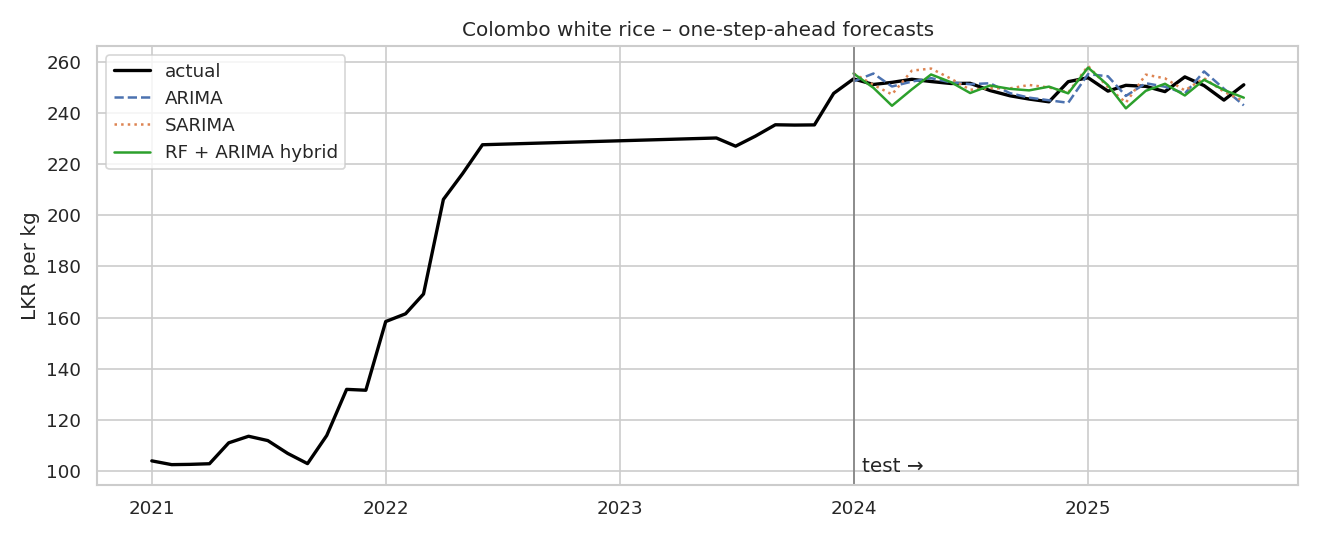 Colombo white rice – one-step-ahead forecasts
actual
ARIMA
SARIMA
RF + ARIMA hybrid
LKR per kg
260
240
220
200
180
160
140
120
100
test →
2021
2022
2023
2024
2025